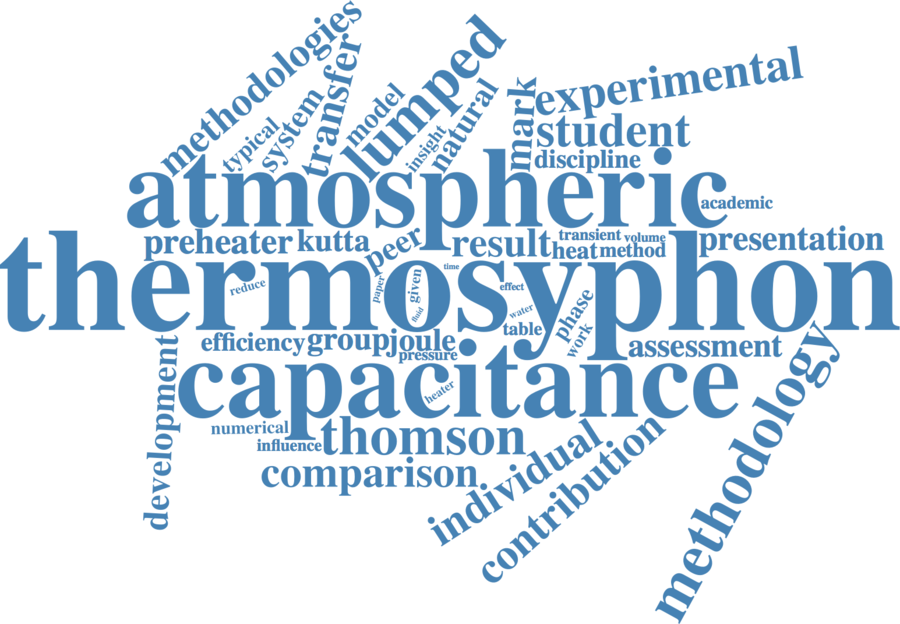 methodologies
typical
system
transfer
model
lumped
insight
natural
mark
experimental
student
discipline
atmospheric
academic
preheater
kutta
peer
result
transient
volume
heat
method
presentation
thermosyphon
reduce
paper
given
fluid
time
effect
water
phase
work
table
efficiency
group
joule
pressure
assessment
capacitance
heater
development
numerical
influence
thomson
comparison
individual
contribution
methodology